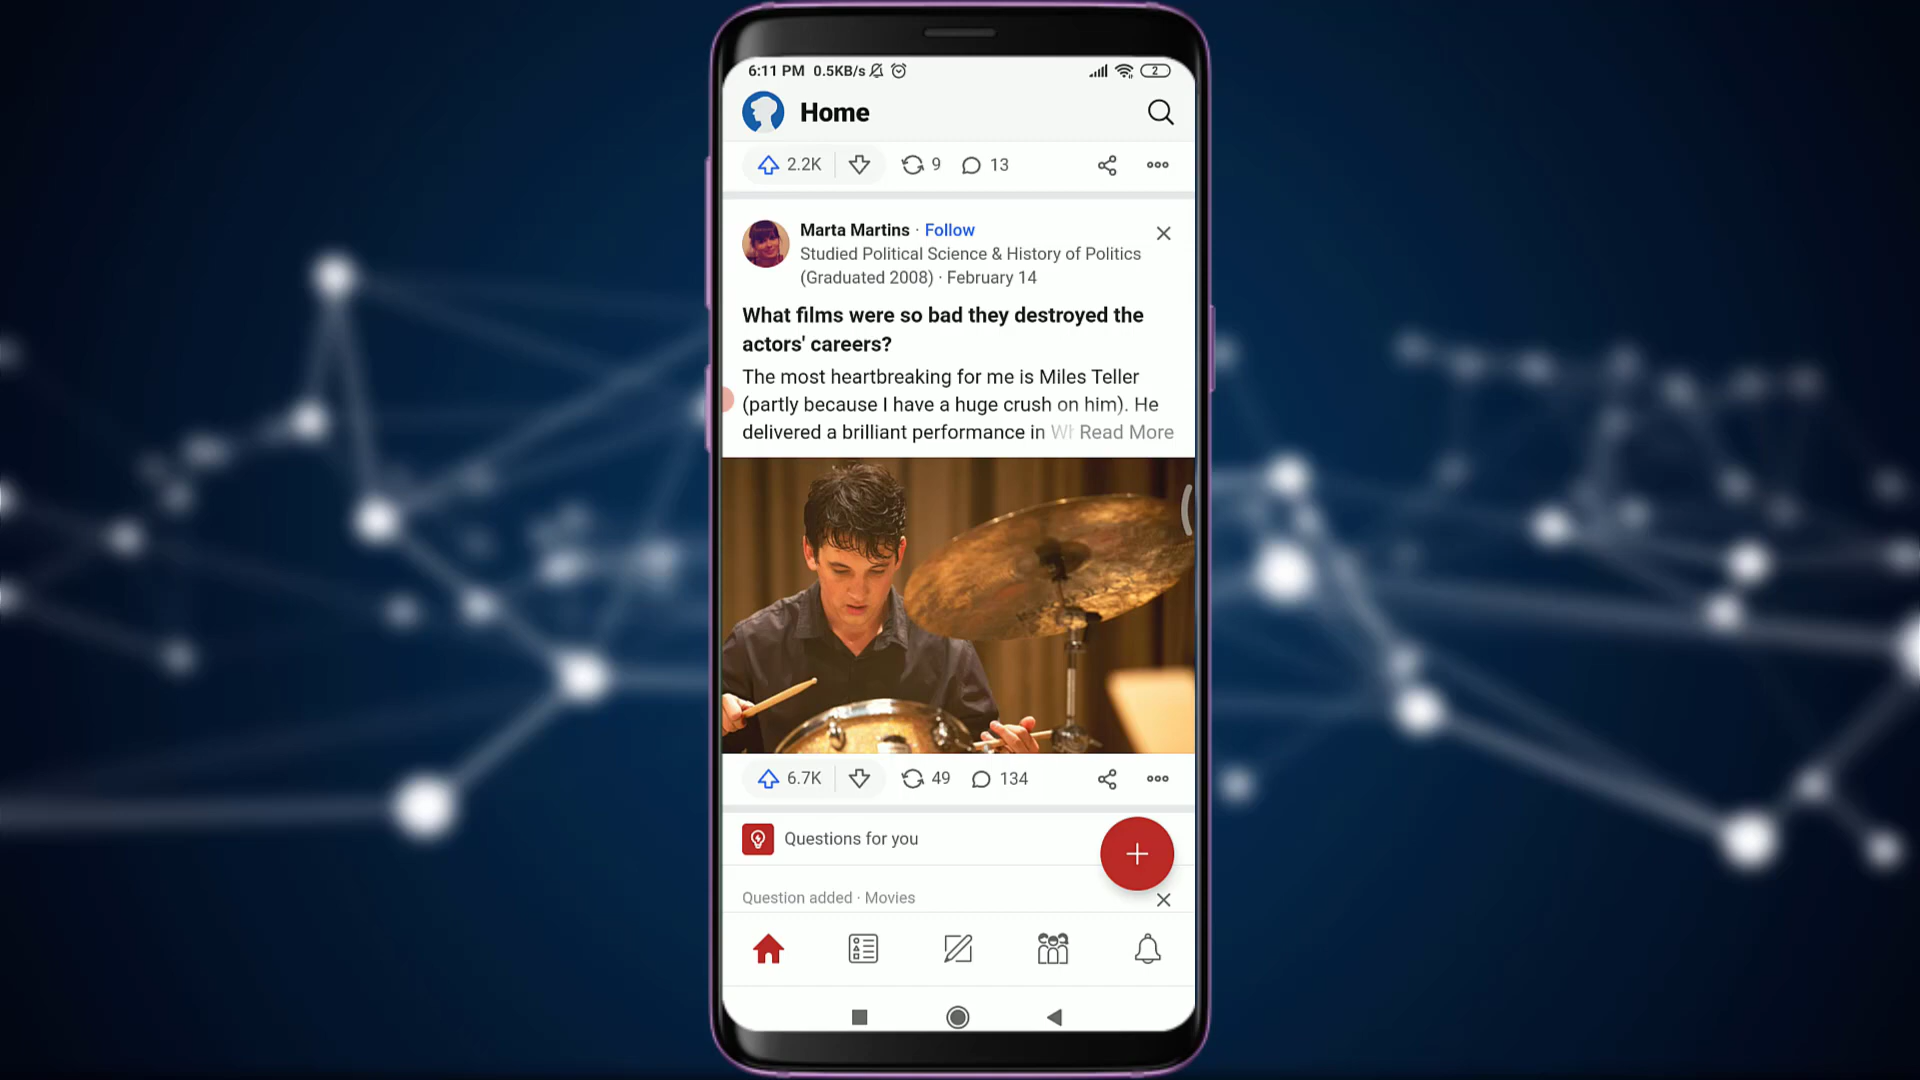 6:11 PM 0.5KB/s 2
Home
2.2K 9 13
Marta Martins · Follow
Studied Political Science & History of Politics
(Graduated 2008) · February 14
What films were so bad they destroyed the
actors' careers?
The most heartbreaking for me is Miles Teller
(partly because I have a huge crush on him). He
delivered a brilliant performance in Wh Read More
6.7K 49 134
Questions for you
Question added · Movies